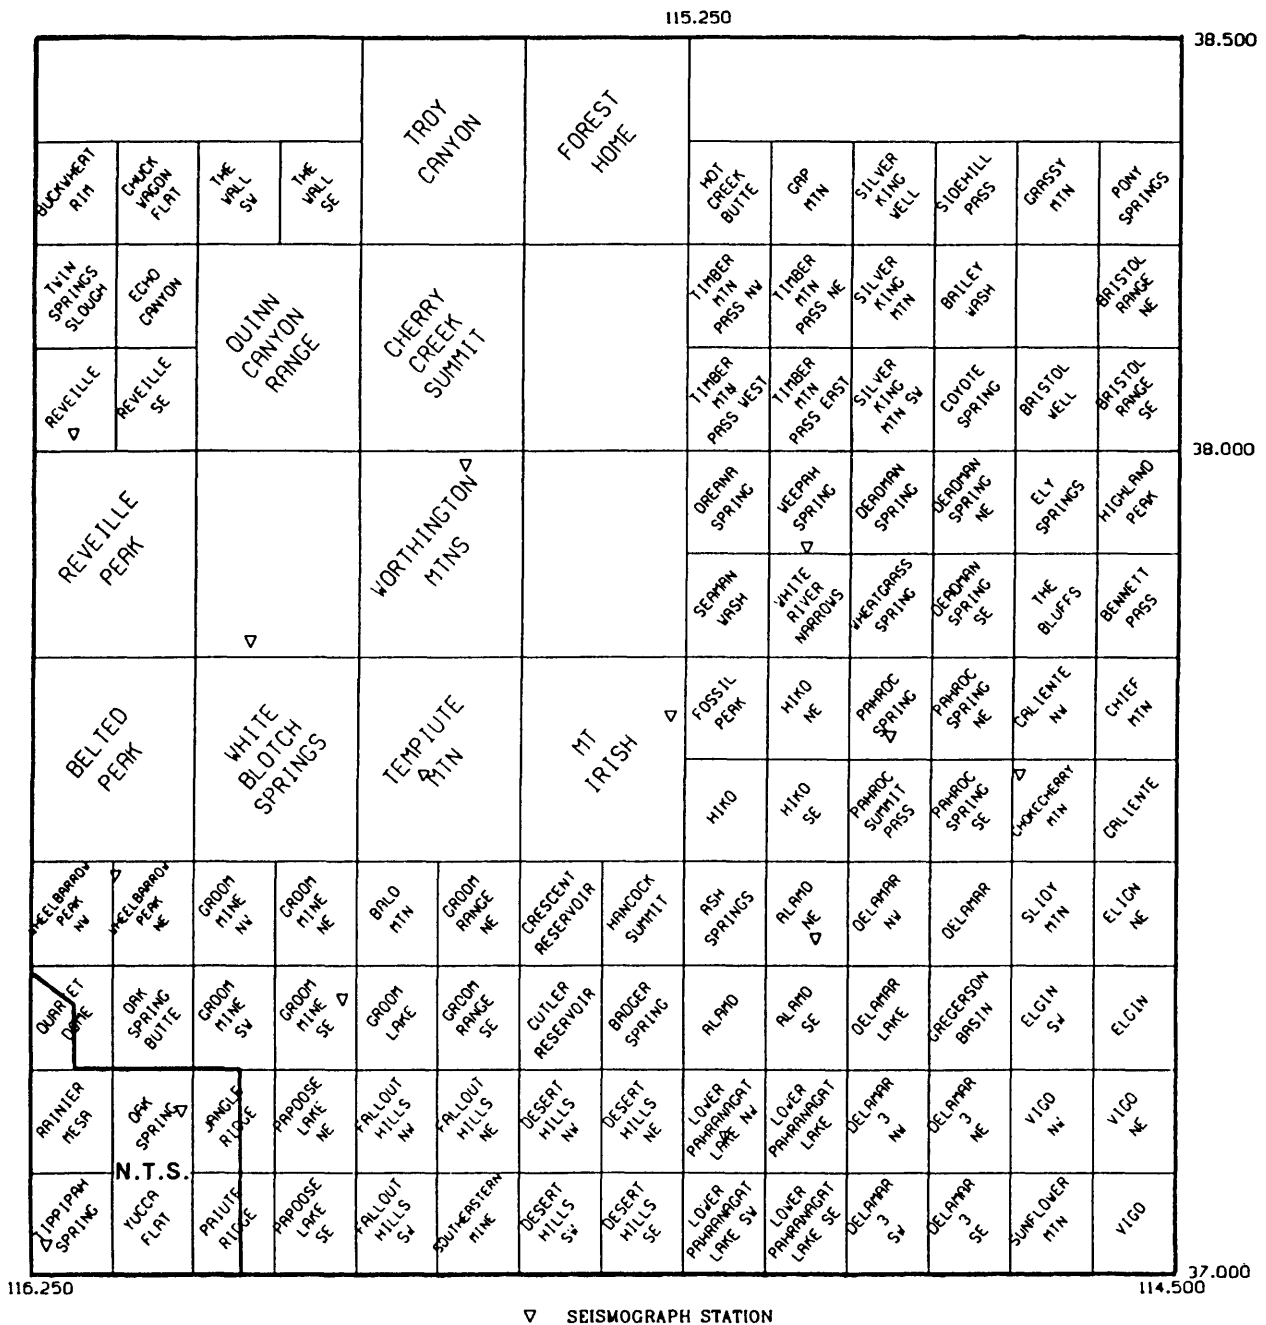 115.250
38.500
TROY
CANYON
FOREST
HOME
BUCKWHEAT
RIM
CHUCK
WAGON
FLAT
THE
WALL
SW
THE
WALL
SE
HOT
CREEK
BUTTE
GAP
MTN
SILVER
KING
WELL
SIDEHILL
PASS
GRASSY
MTN
PONY
SPRINGS
TWIN
SPRINGS
SLOUGH
ECHO
CANYON
QUINN
CANYON
RANGE
CHERRY
CREEK
SUMMIT
TIMBER
MTN
PASS NW
TIMBER
MTN
PASS NE
SILVER
KING
MTN
BAILEY
WASH
BRISTOL
RANGE
NE
REVEILLE
REVEILLE
SE
TIMBER
MTN
PASS WEST
TIMBER
MTN
PASS EAST
SILVER
KING
MTN SW
COYOTE
SPRING
BRISTOL
WELL
BRISTOL
RANGE
SE
38.000
REVEILLE
PEAK
WORTHINGTON
MTNS
OREANA
SPRING
WEEPAH
SPRING
DEADMAN
SPRING
DEADMAN
SPRING
NE
ELY
SPRINGS
HIGHLAND
PEAK
SEAMAN
WASH
WHITE
RIVER
NARROWS
WHEATGRASS
SPRING
DEADMAN
SPRING
SE
THE
BLUFFS
BENNETT
PASS
BELTED
PEAK
WHITE
BLOTCH
SPRINGS
TEMPIUTE
MTN
MT
IRISH
FOSSIL
PEAK
HIKO
NE
PAHROC
SPRING
PAHROC
SPRING
NE
CALIENTE
NW
CHIEF
MTN
HIKO
HIKO
SE
PAHROC
SUMMIT
PASS
PAHROC
SPRING
SE
CHOKECHERRY
MTN
CALIENTE
WHEELBARROW
PEAK
NW
WHEELBARROW
PEAK
NE
GROOM
MINE
NW
GROOM
MINE
NE
BALD
MTN
GROOM
RANGE
NE
CRESCENT
RESERVOIR
HANCOCK
SUMMIT
ASH
SPRINGS
ALAMO
NE
DELAMAR
NW
DELAMAR
SLIDY
MTN
ELIGN
NE
QUARTET
DOME
OAK
SPRING
BUTTE
GROOM
MINE
SW
GROOM
MINE
SE
GROOM
LAKE
GROOM
RANGE
SE
CUTLER
RESERVOIR
BADGER
SPRING
ALAMO
ALAMO
SE
DELAMAR
LAKE
GREGERSON
BASIN
ELGIN
SW
ELGIN
RAINIER
MESA
OAK
SPRING
JANGLE
RIDGE
PAPOOSE
LAKE
NE
FALLOUT
HILLS
NW
FALLOUT
HILLS
NE
DESERT
HILLS
NW
DESERT
HILLS
NE
LOWER
PAHRANAGAT
LAKE NW
LOWER
PAHRANAGAT
LAKE
DELAMAR
3
NW
DELAMAR
3
NE
VIGO
NW
VIGO
NE
N.T.S.
TIPPIPAH
SPRING
YUCCA
FLAT
PAIUTE
RIDGE
PAPOOSE
LAKE
SE
FALLOUT
HILLS
SW
SOUTHEASTERN
MINE
DESERT
HILLS
SW
DESERT
HILLS
SE
LOWER
PAHRANAGAT
LAKE SW
LOWER
PAHRANAGAT
LAKE SE
DELAMAR
3
SW
DELAMAR
3
SE
SUNFLOWER
MTN
VIGO
37.000
116.250
114.500
SEISMOGRAPH STATION